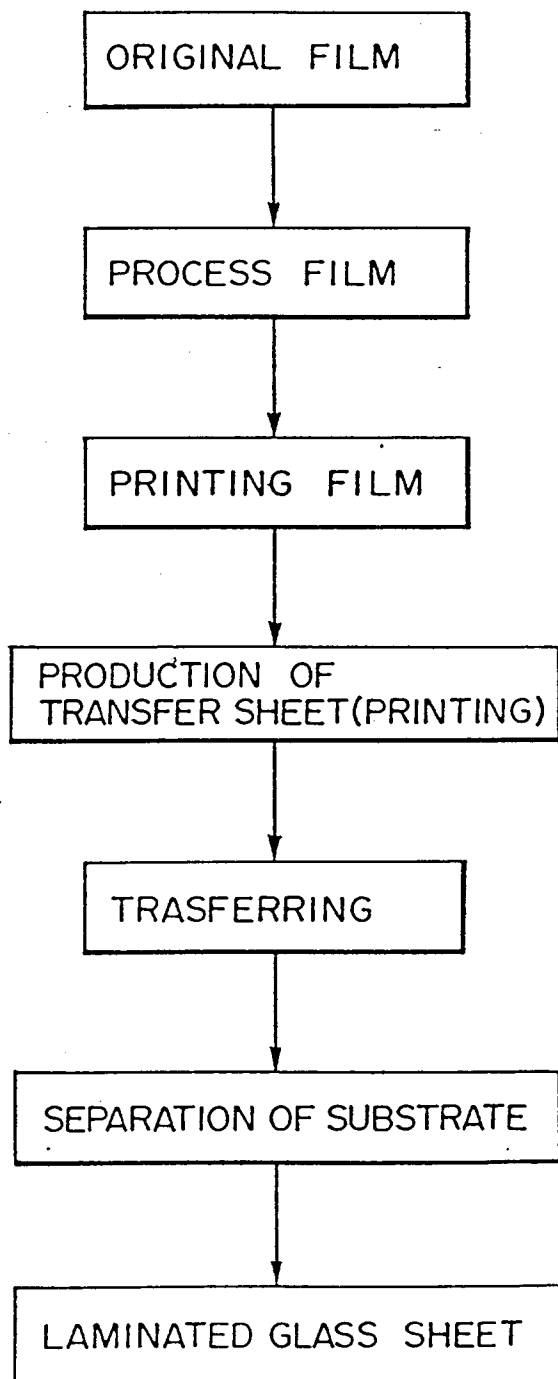 ORIGINAL FILM
PROCESS FILM
PRINTING FILM
PRODUCTION OF
TRANSFER SHEET(PRINTING)
TRASFERRING
SEPARATION OF SUBSTRATE
LAMINATED GLASS SHEET